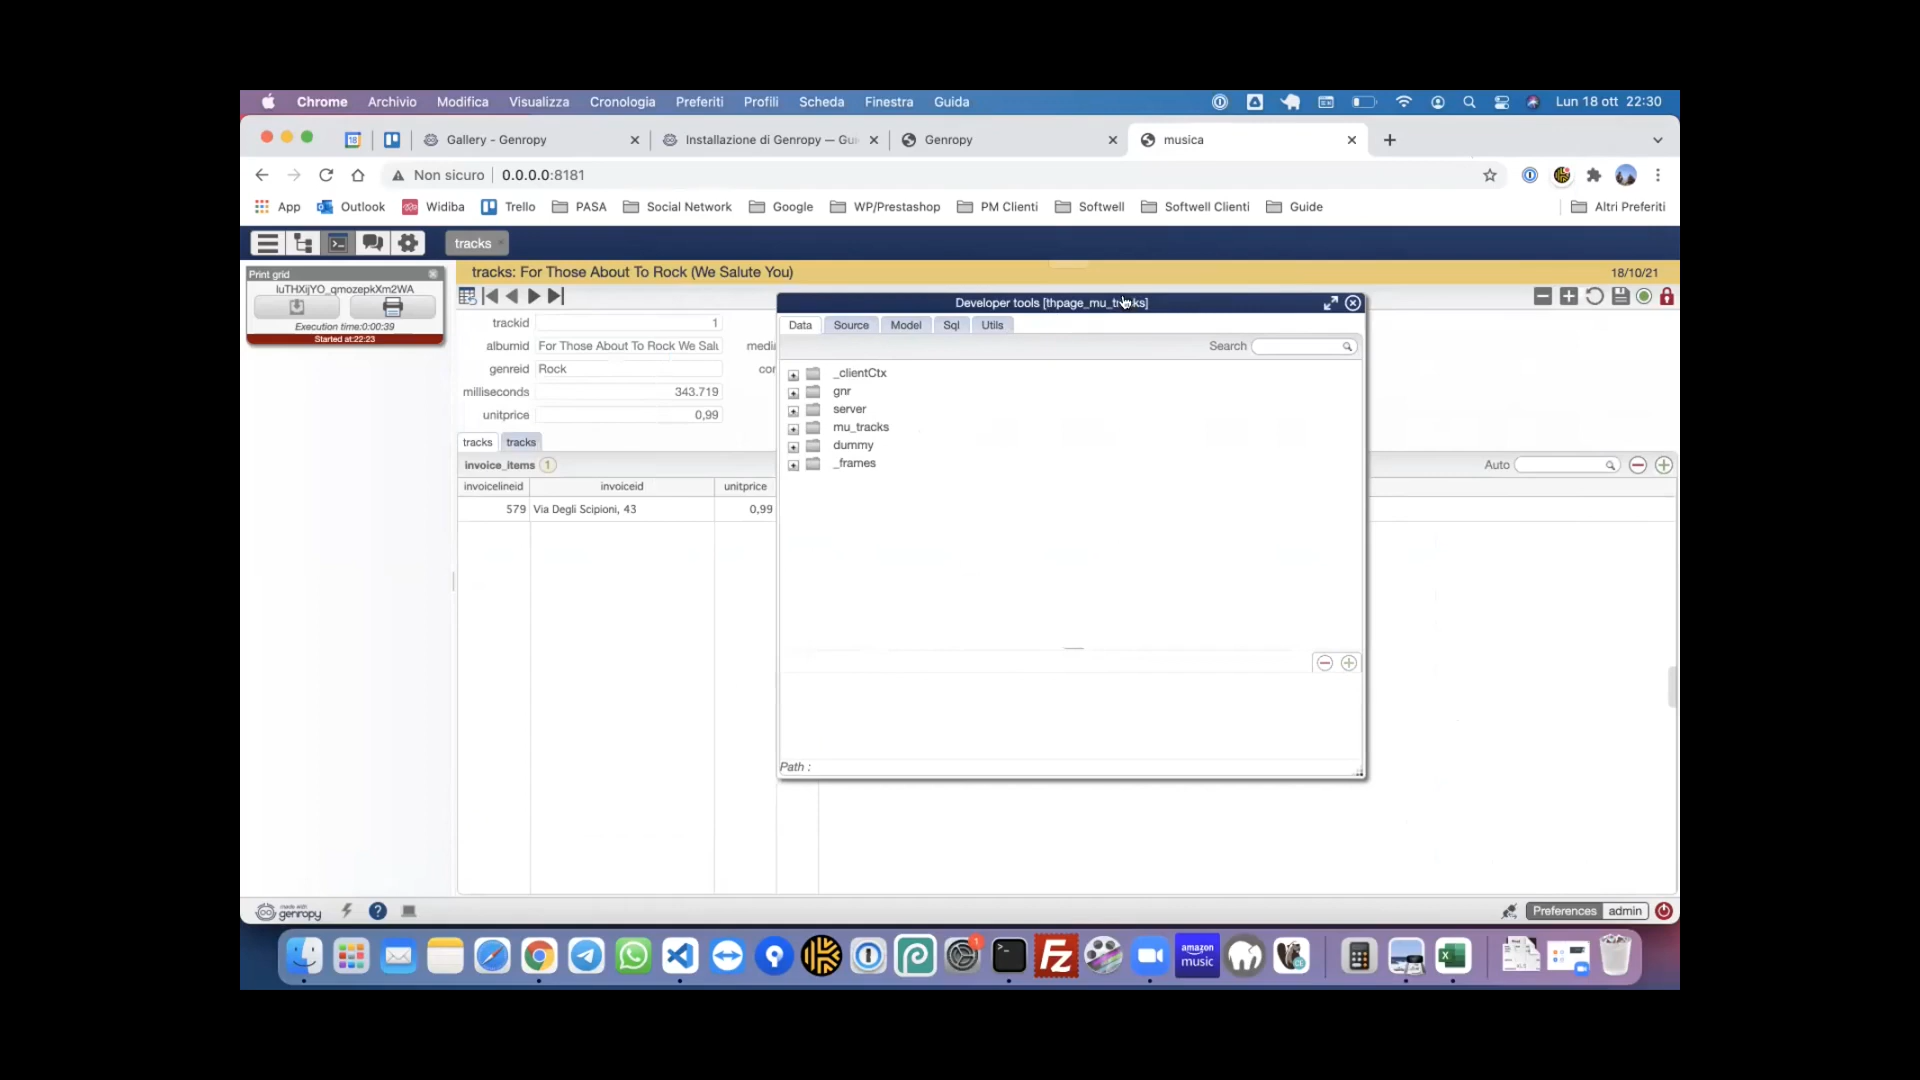 Chrome Archivio Modifica Visualizza Cronologia Preferiti Profili Scheda Finestra Guida Lun 18 ott 22:30
18 Gallery - Genropy Installazione di Genropy — Gui Genropy musica
Non sicuro 0.0.0.0:8181
App Outlook Widiba Trello PASA Social Network Google WP/Prestashop PM Clienti Softwell Softwell Clienti Guide Altri Preferiti
tracks
Print grid
tracks: For Those About To Rock (We Salute You) 18/10/21
Execution time:0:00:39
Started at:22:23
Developer tools [thpage_mu_tracks]
Data Source Model Sql Utils
trackid 1
albumid For Those About To Rock We Salu
genreid Rock
milliseconds 343.719
unitprice 0,99
Search
_clientCtx
gnr
server
mu_tracks
dummy
_frames
tracks tracks
invoice_items 1 Auto
invoicelineid invoiceid unitprice
579 Via Degli Scipioni, 43 0,99
Path :
made with
genropy Preferences admin
1
amazon
music